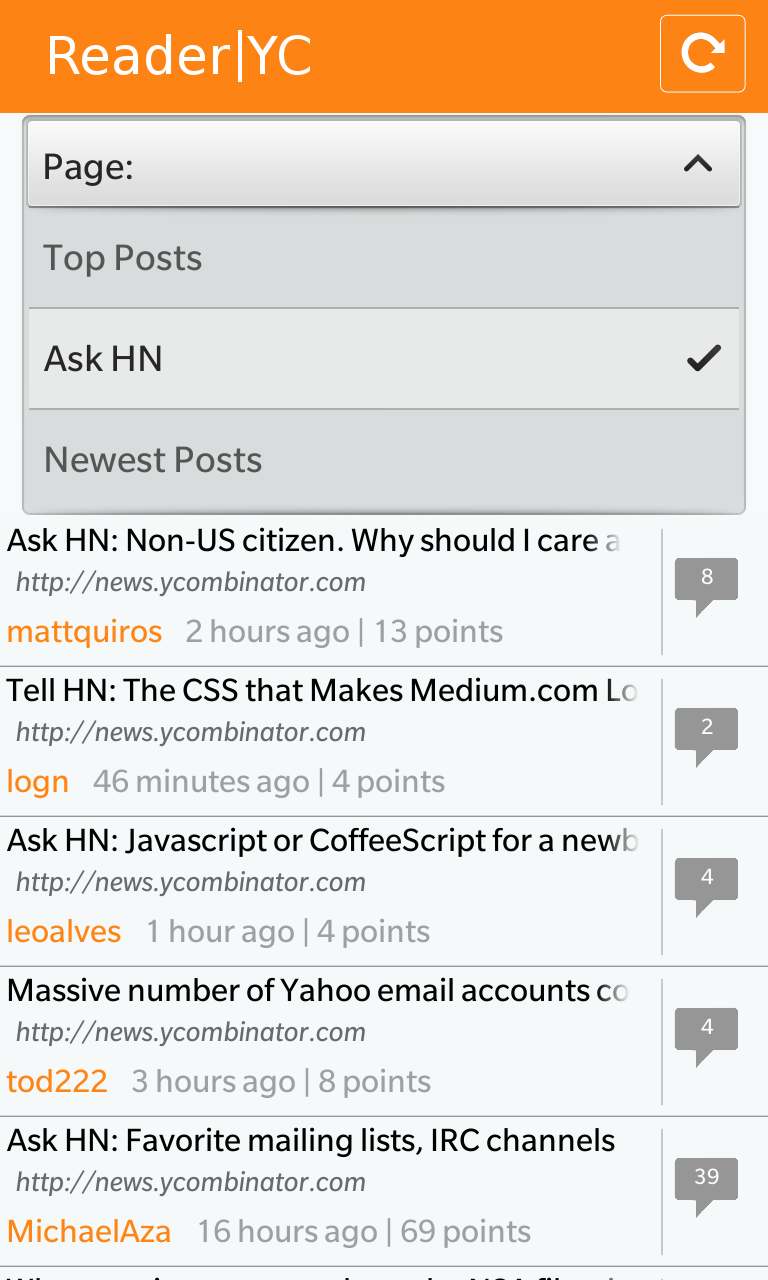 Reader|YC
Page:
Top Posts
Ask HN
Newest Posts
Ask HN: Non-US citizen. Why should I care a
http://news.ycombinator.com
mattquiros 2 hours ago | 13 points
8
Tell HN: The CSS that Makes Medium.com Lo
http://news.ycombinator.com
logn 46 minutes ago | 4 points
2
Ask HN: Javascript or CoffeeScript for a newb
http://news.ycombinator.com
leoalves 1 hour ago | 4 points
4
Massive number of Yahoo email accounts co
http://news.ycombinator.com
tod222 3 hours ago | 8 points
4
Ask HN: Favorite mailing lists, IRC channels
http://news.ycombinator.com
MichaelAza 16 hours ago | 69 points
39